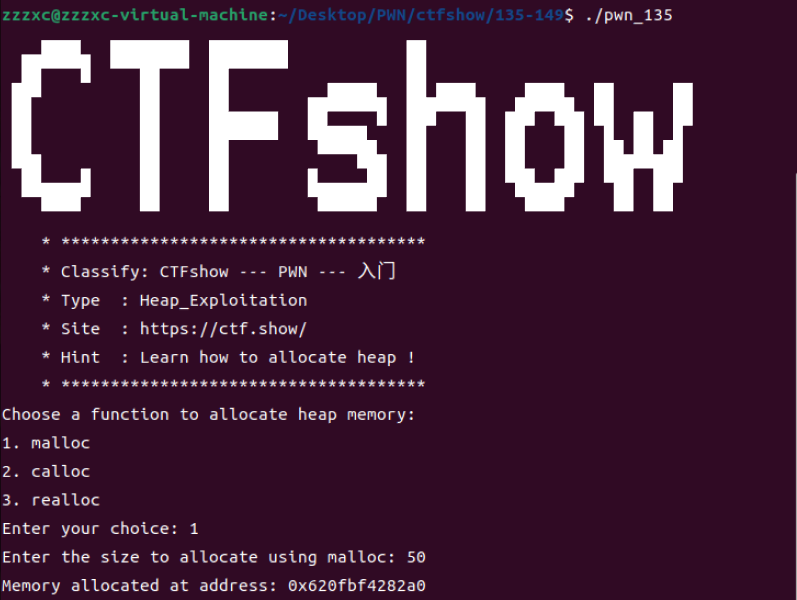 zzzxc@zzzxc-virtual-machine:~/Desktop/PWN/ctfshow/135-149$ ./pwn_135
CTFshow
* *************************************
* Classify: CTFshow --- PWN --- 入门
* Type  : Heap_Exploitation
* Site  : https://ctf.show/
* Hint  : Learn how to allocate heap !
* *************************************
Choose a function to allocate heap memory:
1. malloc
2. calloc
3. realloc
Enter your choice: 1
Enter the size to allocate using malloc: 50
Memory allocated at address: 0x620fbf4282a0